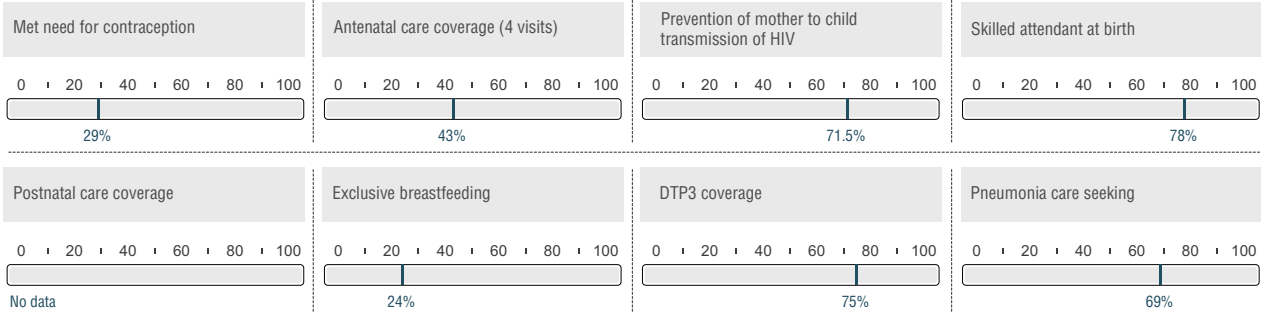 Met need for contraception
Antenatal care coverage (4 visits)
Prevention of mother to child
transmission of HIV
Skilled attendant at birth
0 20 40 60 80 100
0 20 40 60 80 100
0 20 40 60 80 100
0 20 40 60 80 100
29%
43%
71.5%
78%
Postnatal care coverage
Exclusive breastfeeding
DTP3 coverage
Pneumonia care seeking
0 20 40 60 80 100
0 20 40 60 80 100
0 20 40 60 80 100
0 20 40 60 80 100
No data
24%
75%
69%